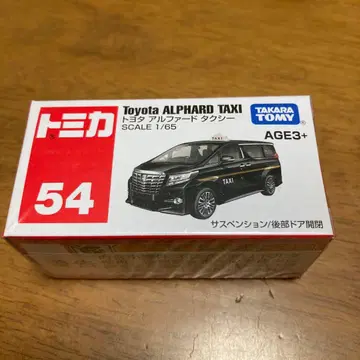 トミカ
54
Toyota ALPHARD TAXI
トヨタ アルファード タクシー
SCALE 1/65
TAKARA
TOMY
AGE3+
TAXI
サスペンション/後部ドア開閉